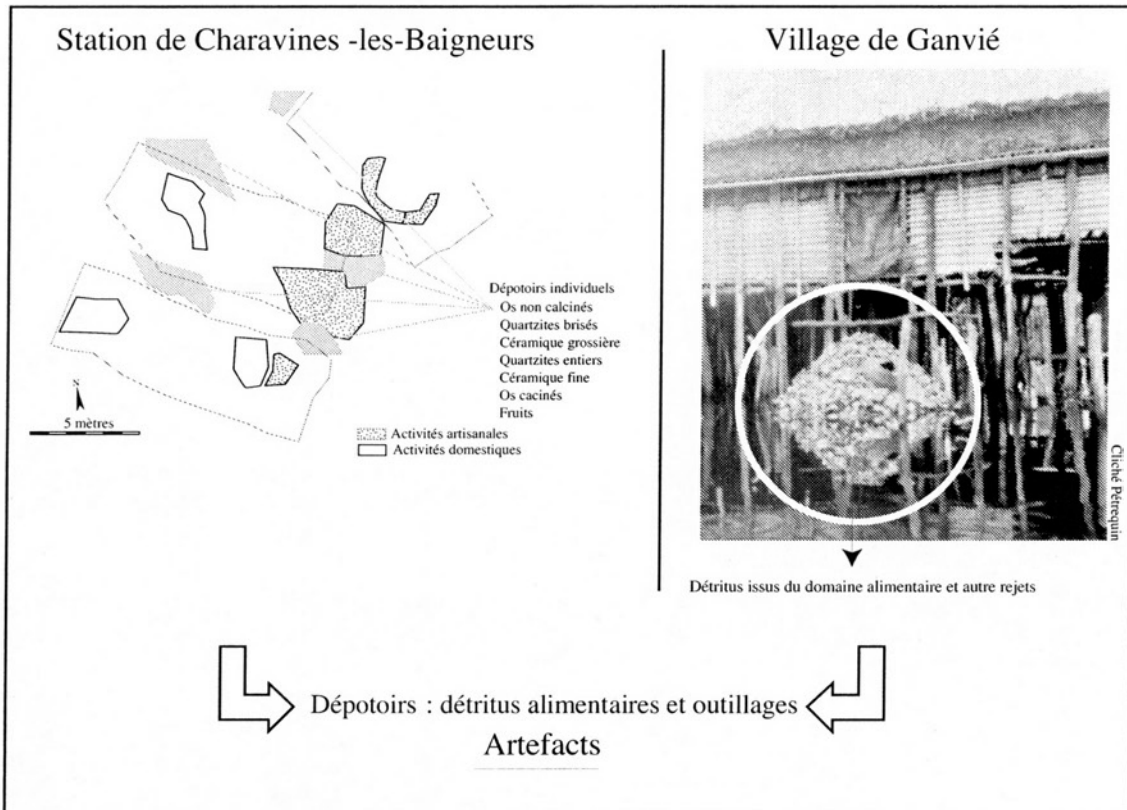 Station de Charavines -les-Baigneurs
Village de Ganvié
Dépotoirs individuels
Os non calcinés
Quartzites brisés
Céramique grossière
Quartzites entiers
Céramique fine
Os cacinés
Fruits
N
5 mètres
Activités artisanales
Activités domestiques
Cliché Pétrequin
Détritus issus du domaine alimentaire et autre rejets
Dépotoirs : détritus alimentaires et outillages
Artefacts